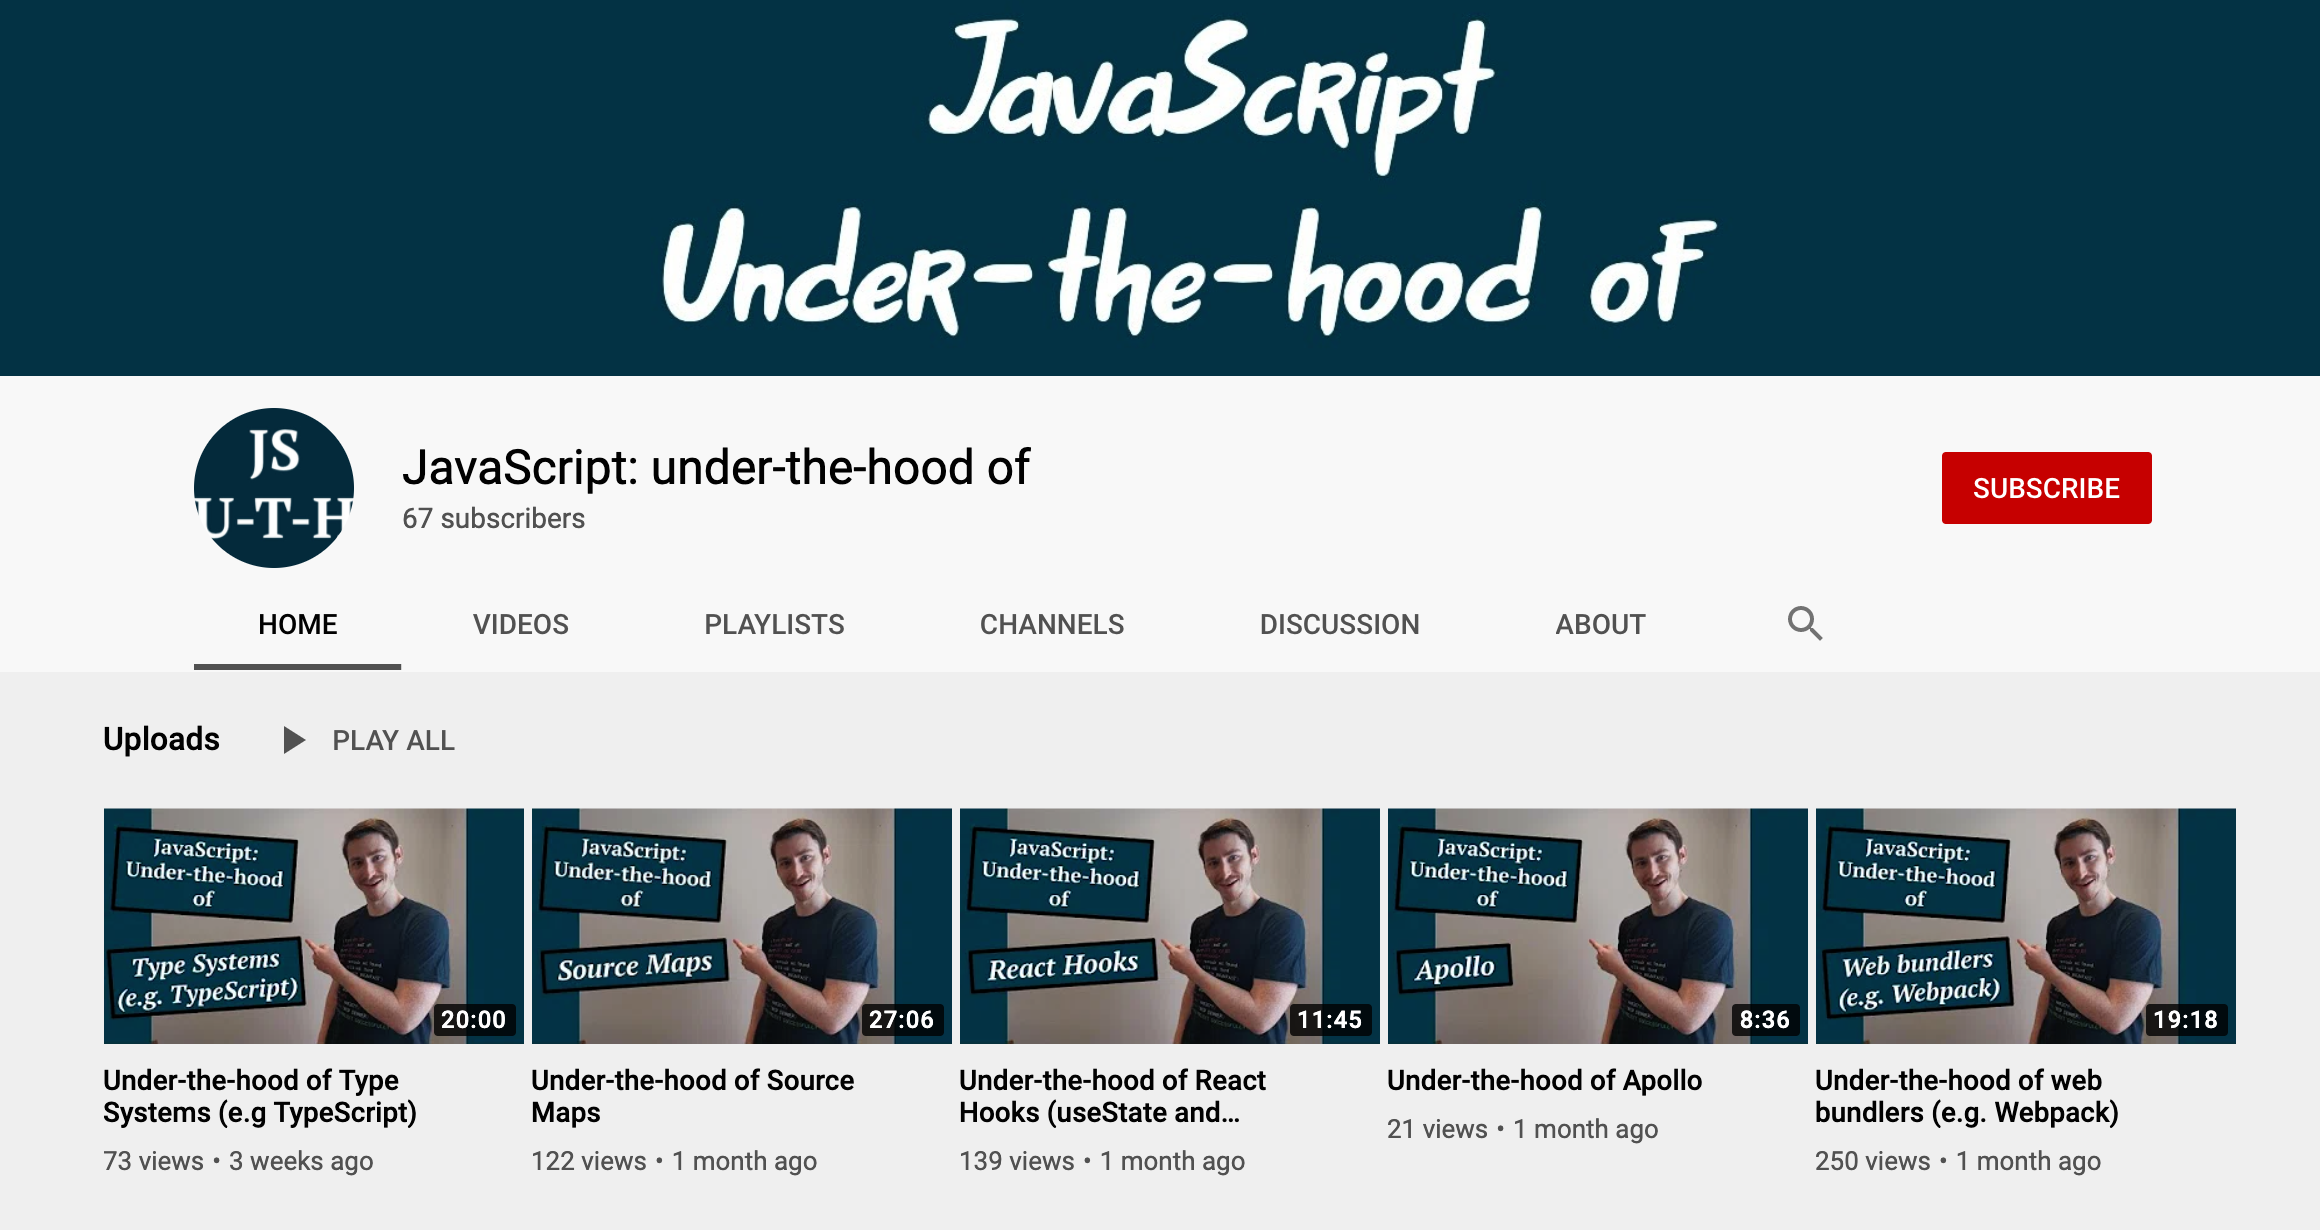 JavaScript
Under-the-hood of
JS
U-T-H
JavaScript: under-the-hood of
67 subscribers
SUBSCRIBE
HOME VIDEOS PLAYLISTS CHANNELS DISCUSSION ABOUT
Uploads PLAY ALL
JavaScript:
Under-the-hood
of
Type Systems
(e.g. TypeScript)
20:00
JavaScript:
Under-the-hood
of
Source Maps
27:06
JavaScript:
Under-the-hood
of
React Hooks
11:45
JavaScript:
Under-the-hood
of
Apollo
8:36
JavaScript:
Under-the-hood
of
Web bundlers
(e.g. Webpack)
19:18
Under-the-hood of Type
Systems (e.g TypeScript)
73 views • 3 weeks ago
Under-the-hood of Source
Maps
122 views • 1 month ago
Under-the-hood of React
Hooks (useState and...
139 views • 1 month ago
Under-the-hood of Apollo
21 views • 1 month ago
Under-the-hood of web
bundlers (e.g. Webpack)
250 views • 1 month ago